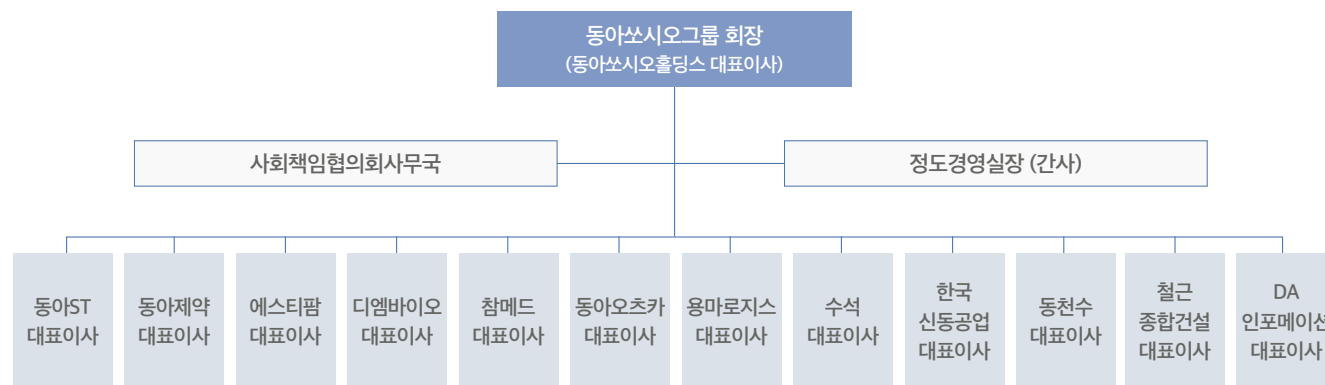 동아쏘시오그룹 회장
(동아쏘시오홀딩스 대표이사)
사회책임협의회사무국
정도경영실장 (간사)
동아ST
대표이사
동아제약
대표이사
에스티팜
대표이사
디엠바이오
대표이사
참메드
대표이사
동아오츠카
대표이사
용마로지스
대표이사
수석
대표이사
한국
신동공업
대표이사
동천수
대표이사
철근
종합건설
대표이사
DA
인포메이션
대표이사